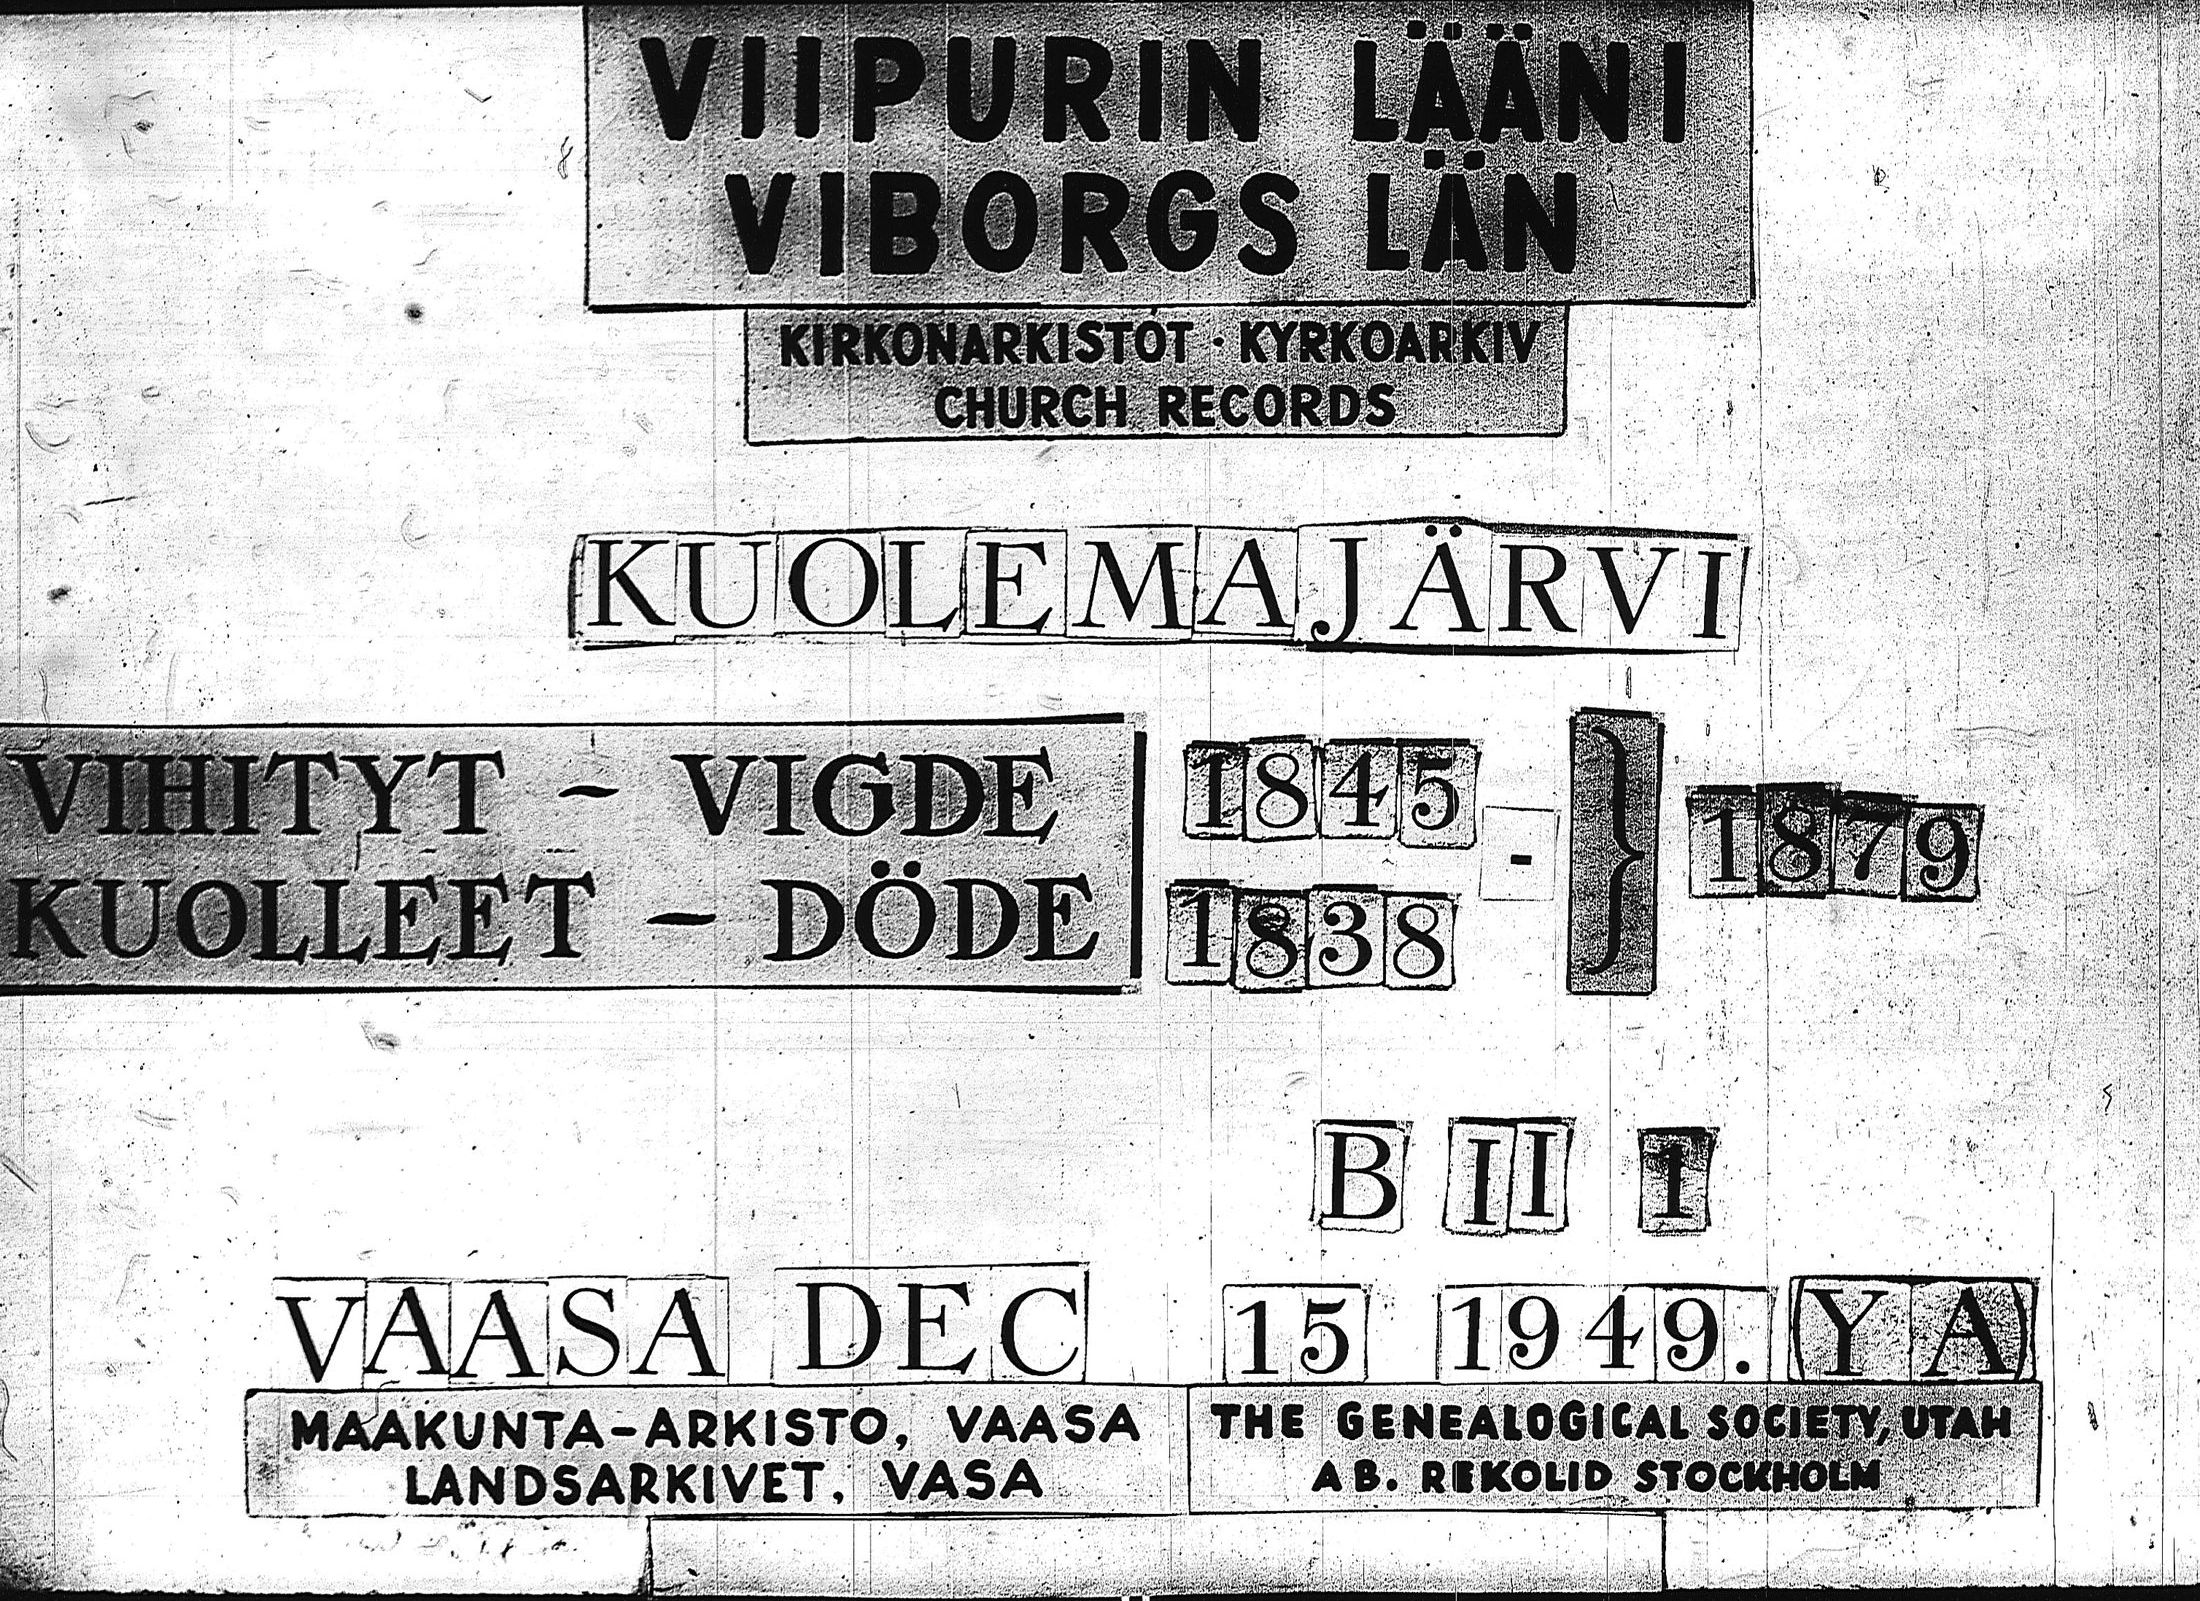 VIIPURIN LÄÄNI
VIBORGS LÄN
KIRKONARKISTOT · KYRKOARKIV
CHURCH RECORDS
KUOLEMAJÄRVI
VIHITYT – VIGDE 1845
KUOLLEET – DÖDE 1838 - } 1879
B II 1
VAASA DEC 15 1949. (YA)
MAAKUNTA-ARKISTO, VAASA
LANDSARKIVET, VASA
THE GENEALOGICAL SOCIETY, UTAH
AB. REKOLID STOCKHOLM